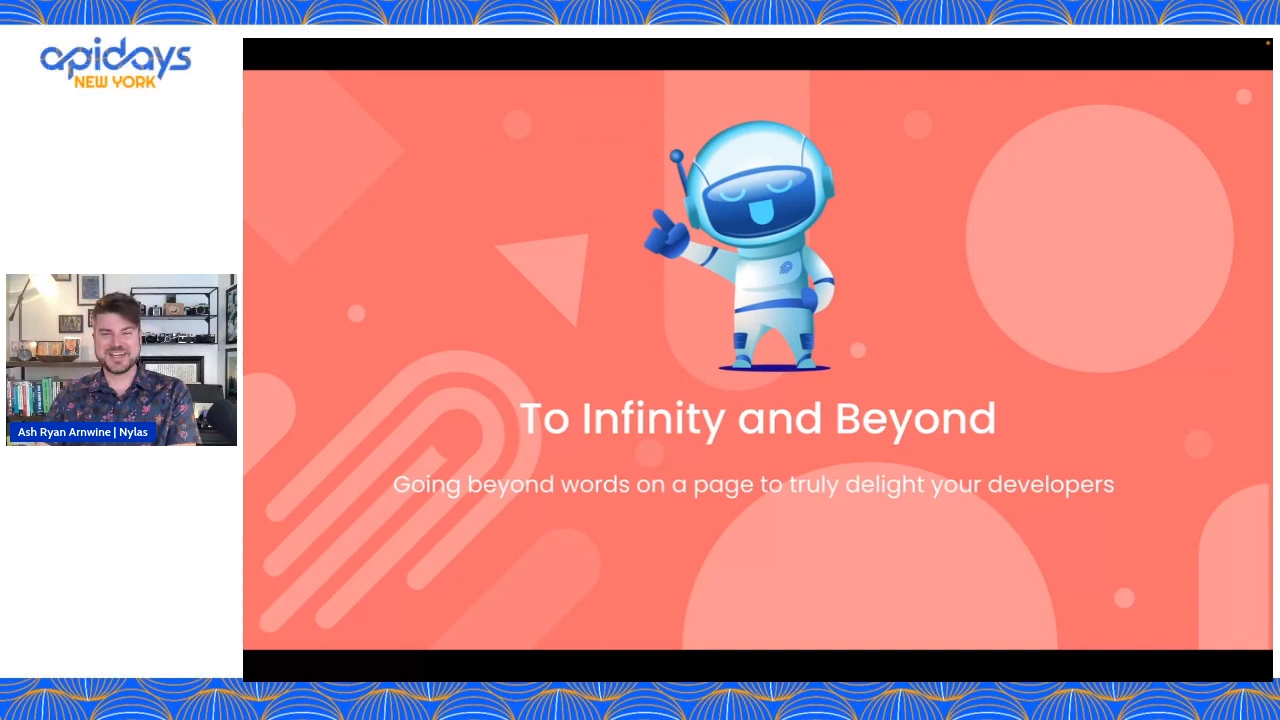 apidays
NEW YORK
To Infinity and Beyond
Going beyond words on a page to truly delight your developers
Ash Ryan Arnwine | Nylas